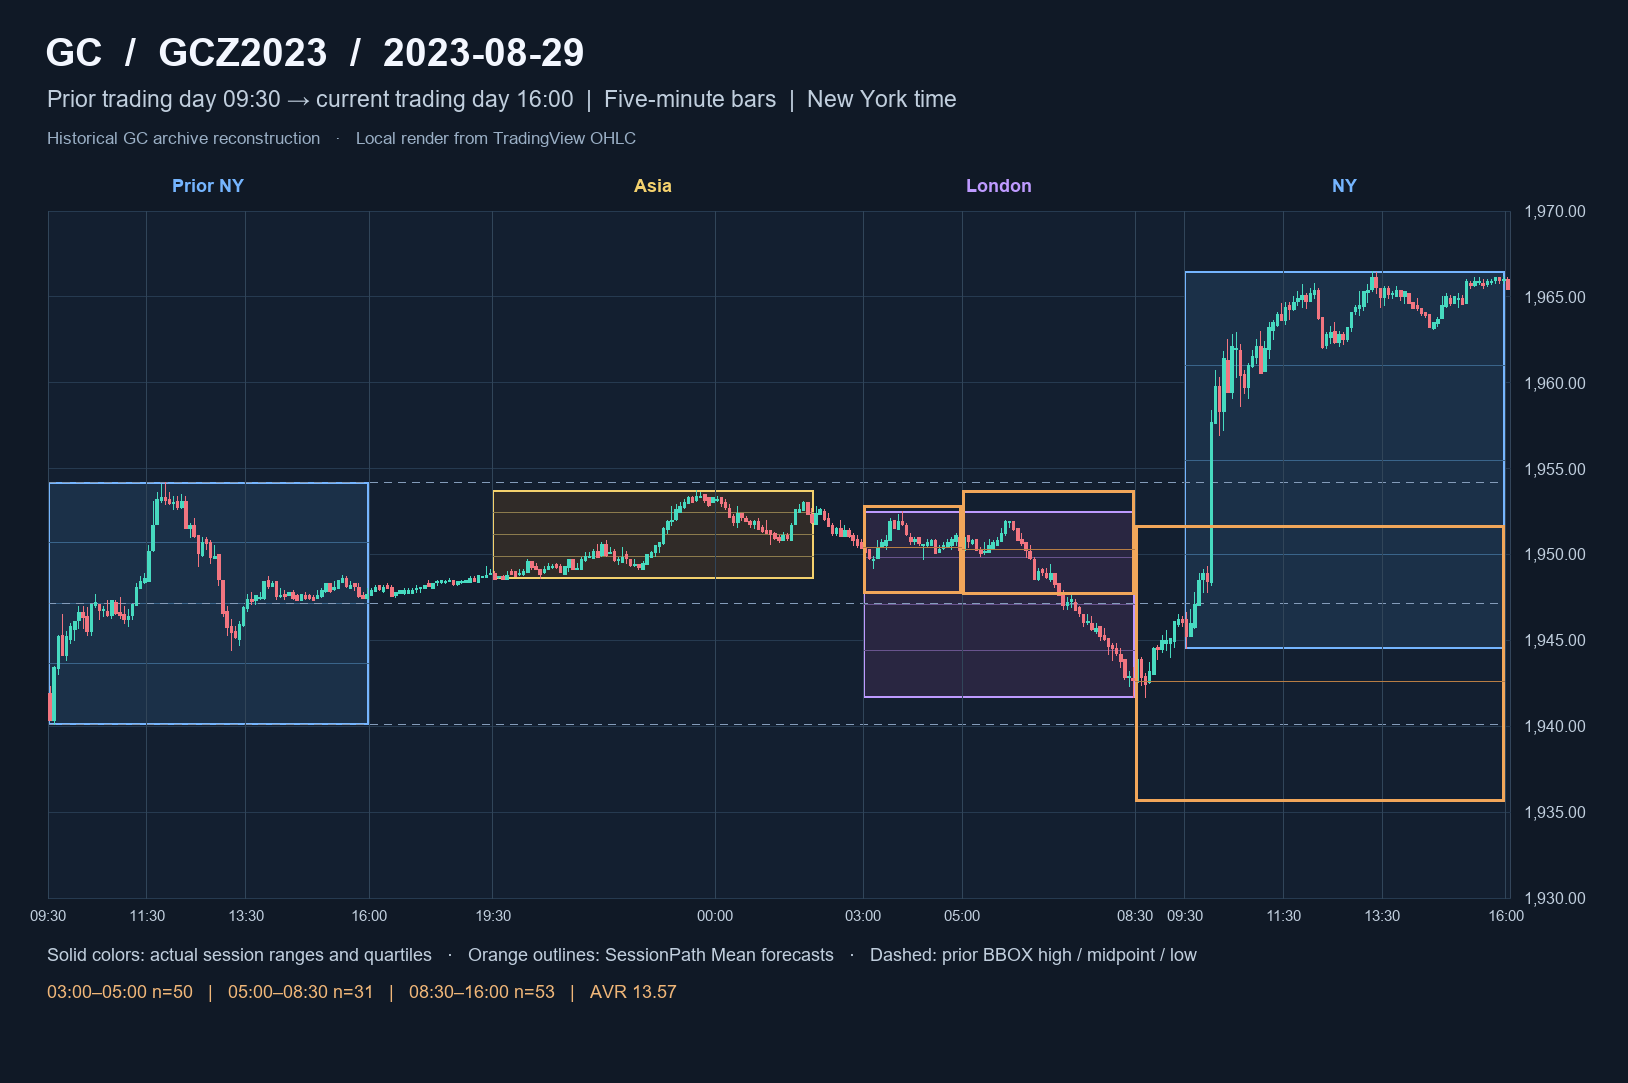 GC / GCZ2023 / 2023-08-29
Prior trading day 09:30 → current trading day 16:00 | Five-minute bars | New York time
Historical GC archive reconstruction · Local render from TradingView OHLC
Prior NY Asia London NY
1,970.00
1,965.00
1,960.00
1,955.00
1,950.00
1,945.00
1,940.00
1,935.00
1,930.00
09:30 11:30 13:30 16:00 19:30 00:00 03:00 05:00 08:30 09:30 11:30 13:30 16:00
Solid colors: actual session ranges and quartiles · Orange outlines: SessionPath Mean forecasts · Dashed: prior BBOX high / midpoint / low
03:00–05:00 n=50 | 05:00–08:30 n=31 | 08:30–16:00 n=53 | AVR 13.57